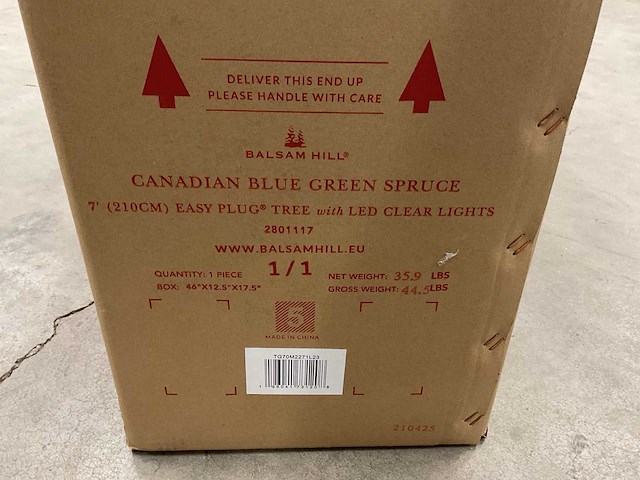 DELIVER THIS END UP
PLEASE HANDLE WITH CARE
BALSAM HILL®
CANADIAN BLUE GREEN SPRUCE
7' (210CM) EASY PLUG® TREE with LED CLEAR LIGHTS
2801117
WWW.BALSAMHILL.EU
QUANTITY: 1 PIECE 1/1 NET WEIGHT: 35.9 LBS
BOX: 46"X12.5"X17.5" GROSS WEIGHT: 44.5LBS
5
MADE IN CHINA
TG70M2271L23
210425